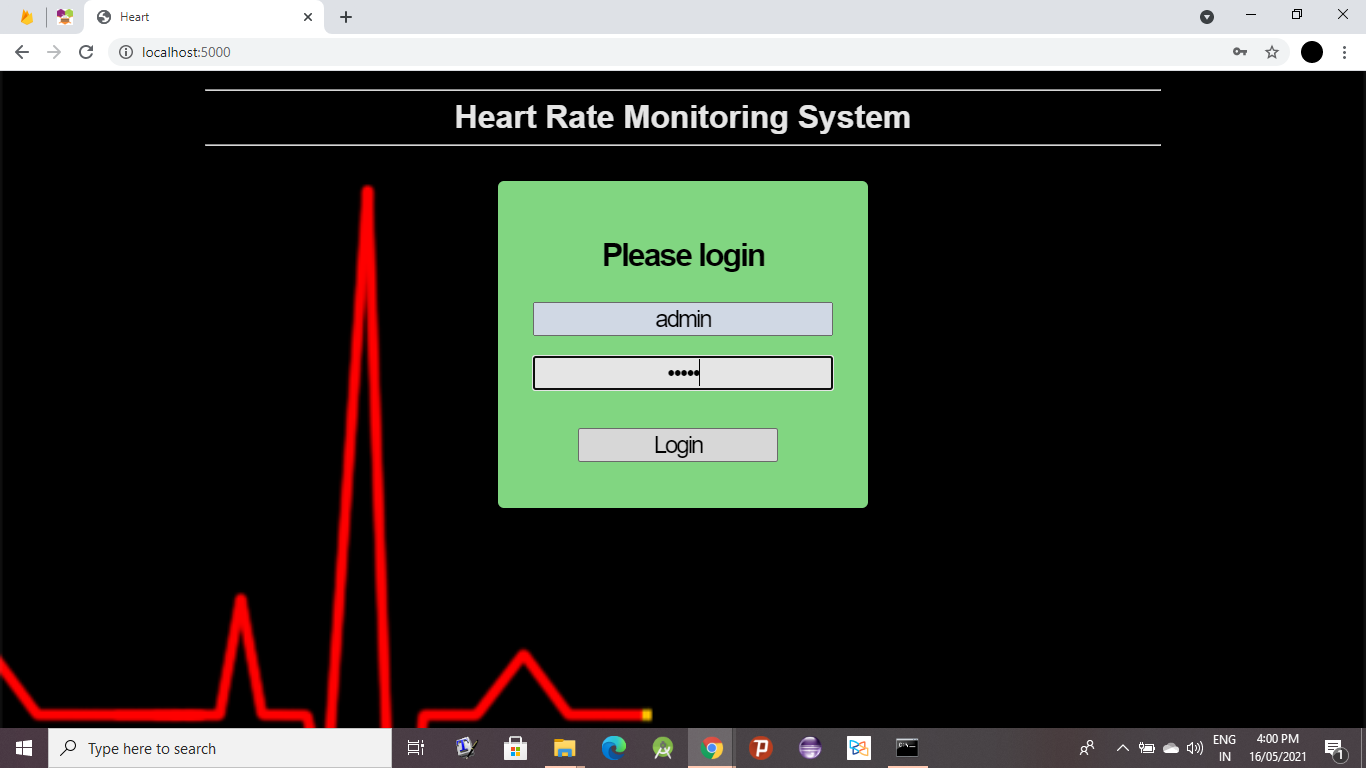 Heart
localhost:5000
Heart Rate Monitoring System
Please login
admin
•••••
Login
Type here to search
ENG
IN
4:00 PM
16/05/2021
1